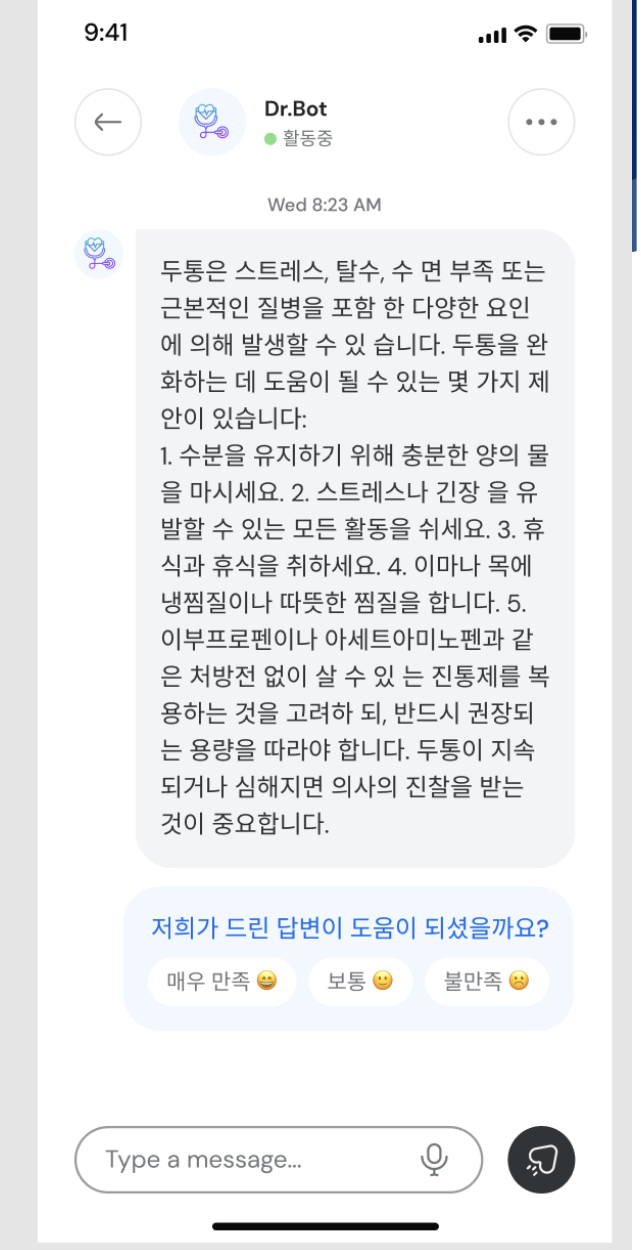 9:41
Dr.Bot
활동중
Wed 8:23 AM
두통은 스트레스, 탈수, 수 면 부족 또는
근본적인 질병을 포함 한 다양한 요인
에 의해 발생할 수 있 습니다. 두통을 완
화하는 데 도움이 될 수 있는 몇 가지 제
안이 있습니다:
1. 수분을 유지하기 위해 충분한 양의 물
을 마시세요. 2. 스트레스나 긴장 을 유
발할 수 있는 모든 활동을 쉬세요. 3. 휴
식과 휴식을 취하세요. 4. 이마나 목에
냉찜질이나 따뜻한 찜질을 합니다. 5.
이부프로펜이나 아세트아미노펜과 같
은 처방전 없이 살 수 있 는 진통제를 복
용하는 것을 고려하 되, 반드시 권장되
는 용량을 따라야 합니다. 두통이 지속
되거나 심해지면 의사의 진찰을 받는
것이 중요합니다.
저희가 드린 답변이 도움이 되셨을까요?
매우 만족 😄 보통 🙂 불만족 ☹️
Type a message...